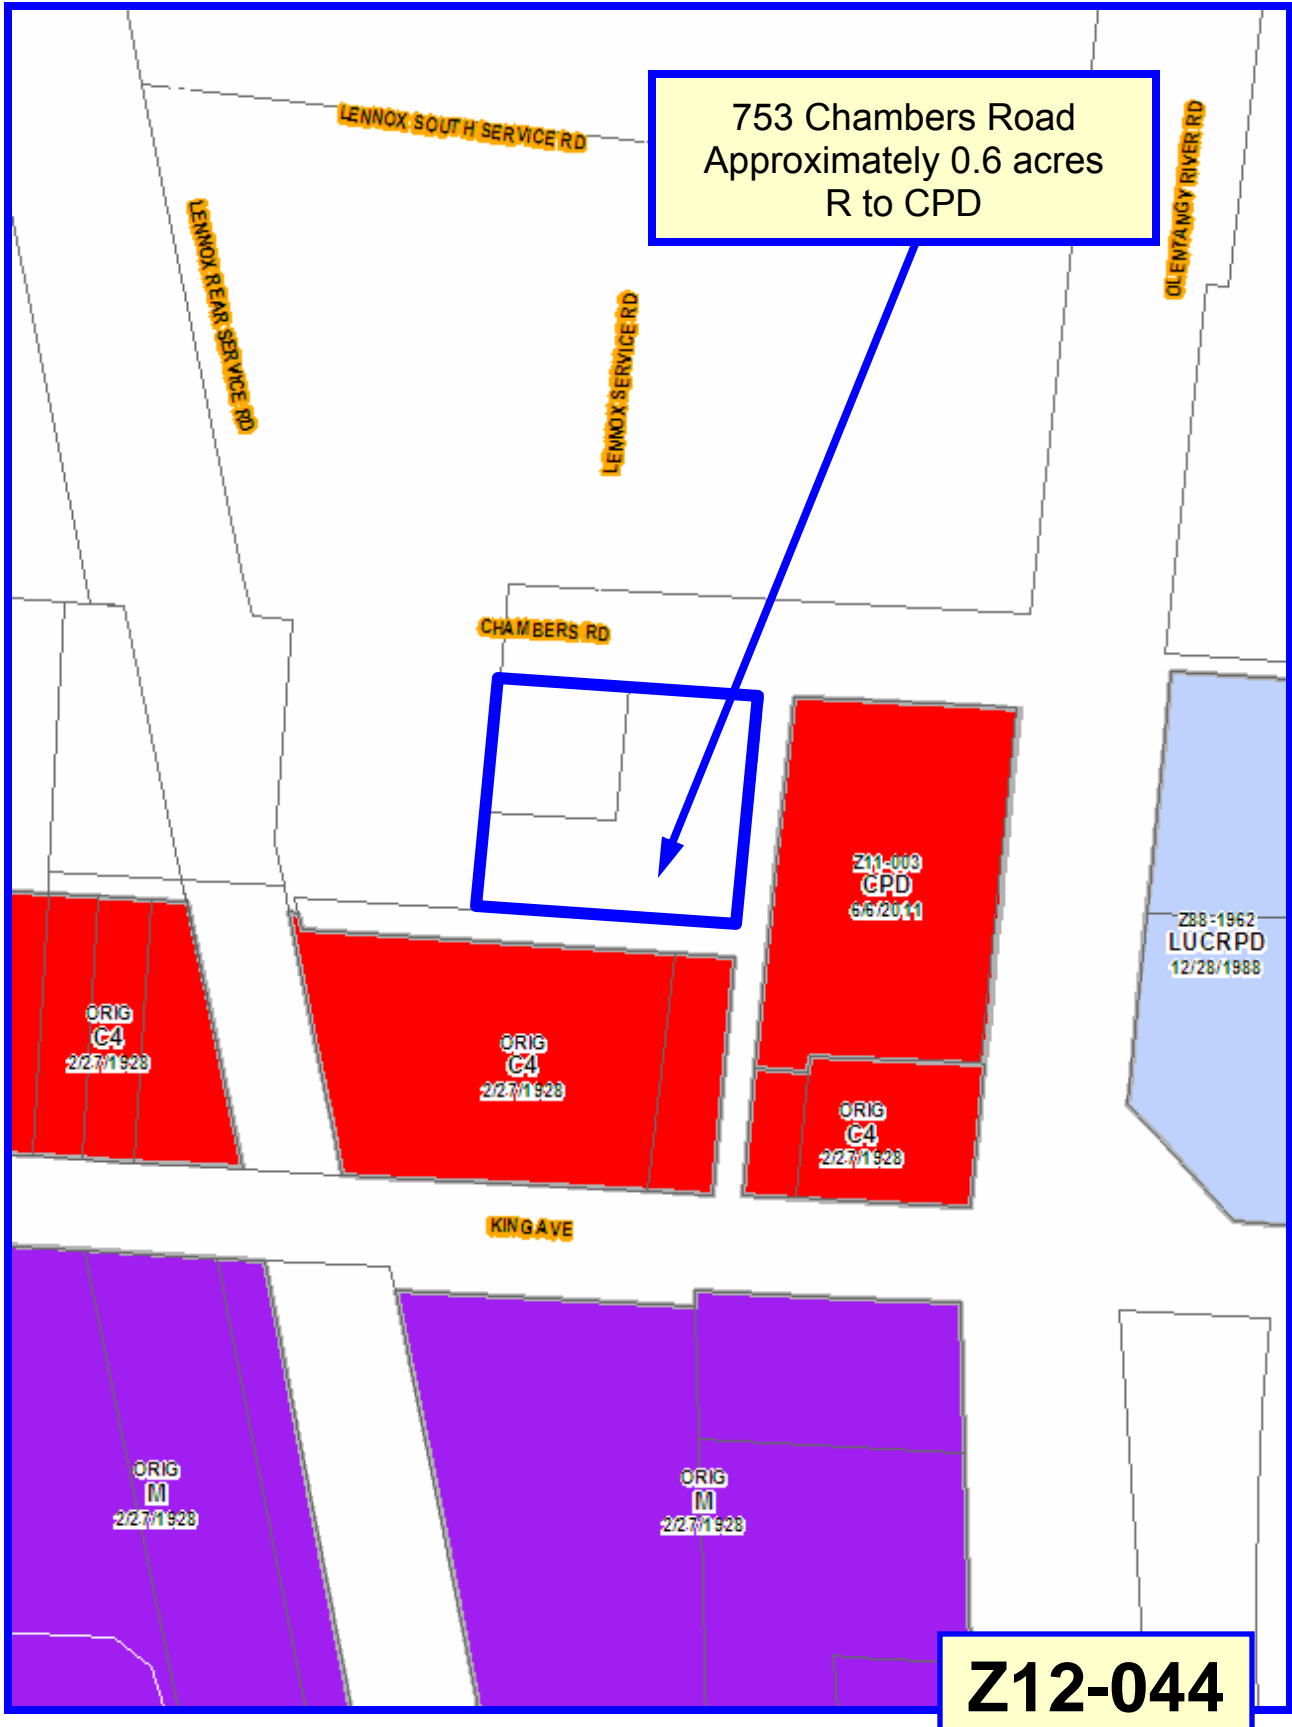 753 Chambers Road
Approximately 0.6 acres
R to CPD
LENNOX SOUTH SERVICE RD
OLENTANGY RIVER RD
LENNOX REAR SERVICE RD
LENNOX SERVICE RD
CHAMBERS RD
Z11-003
CPD
6/6/2011
Z88-1962
LUCRPD
12/28/1988
ORIG
C4
2/27/1928
ORIG
C4
2/27/1928
ORIG
C4
2/27/1928
KING AVE
ORIG
M
2/27/1928
ORIG
M
2/27/1928
Z12-044